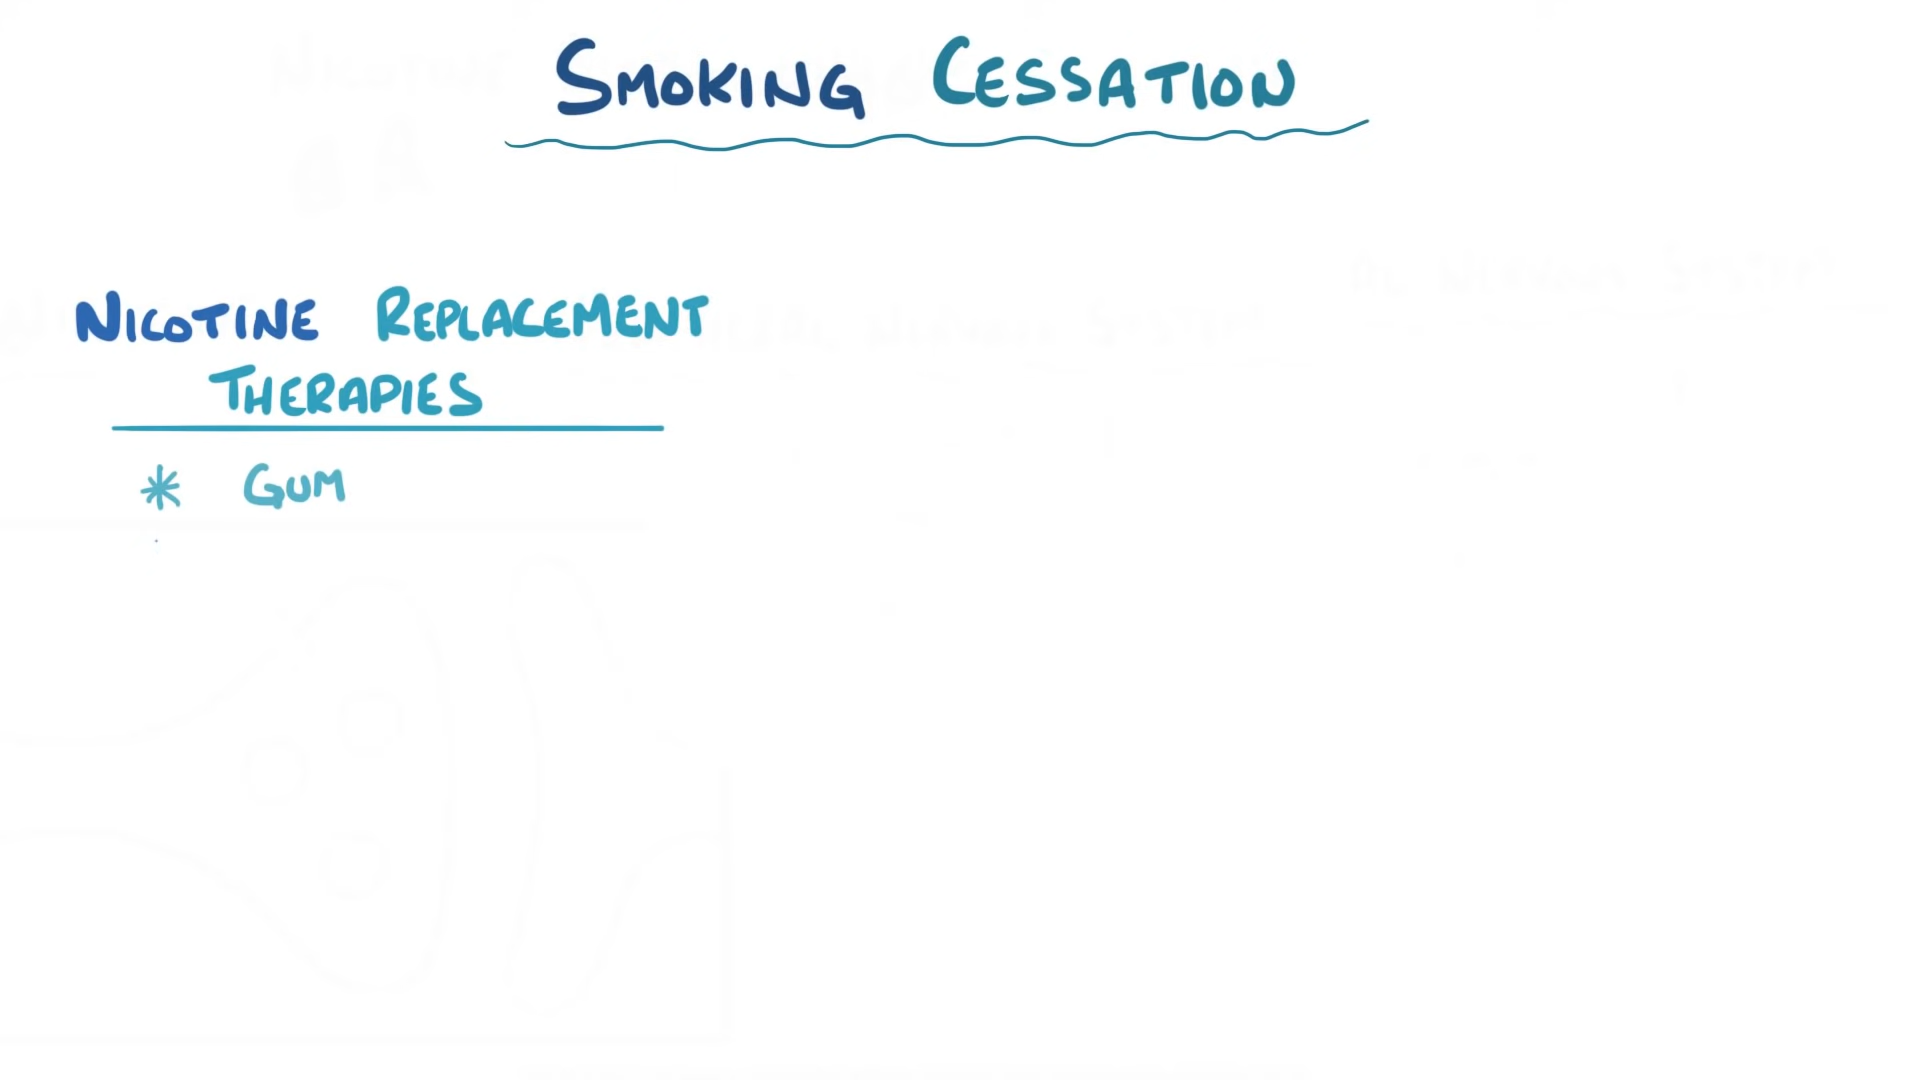 Smoking Cessation
Nicotine Replacement
Therapies
* Gum